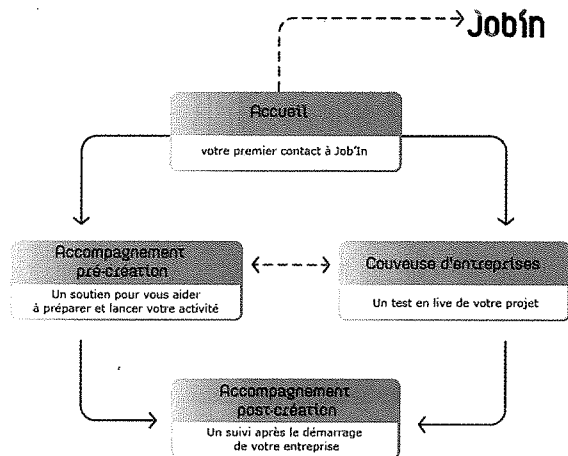 Job'in
Accueil
votre premier contact à Job'In
Accompagnement
pré-création
Un soutien pour vous aider
à préparer et lancer votre activité
Couveuse d'entreprises
Un test en live de votre projet
Accompagnement
post-création
Un suivi après le démarrage
de votre entreprise